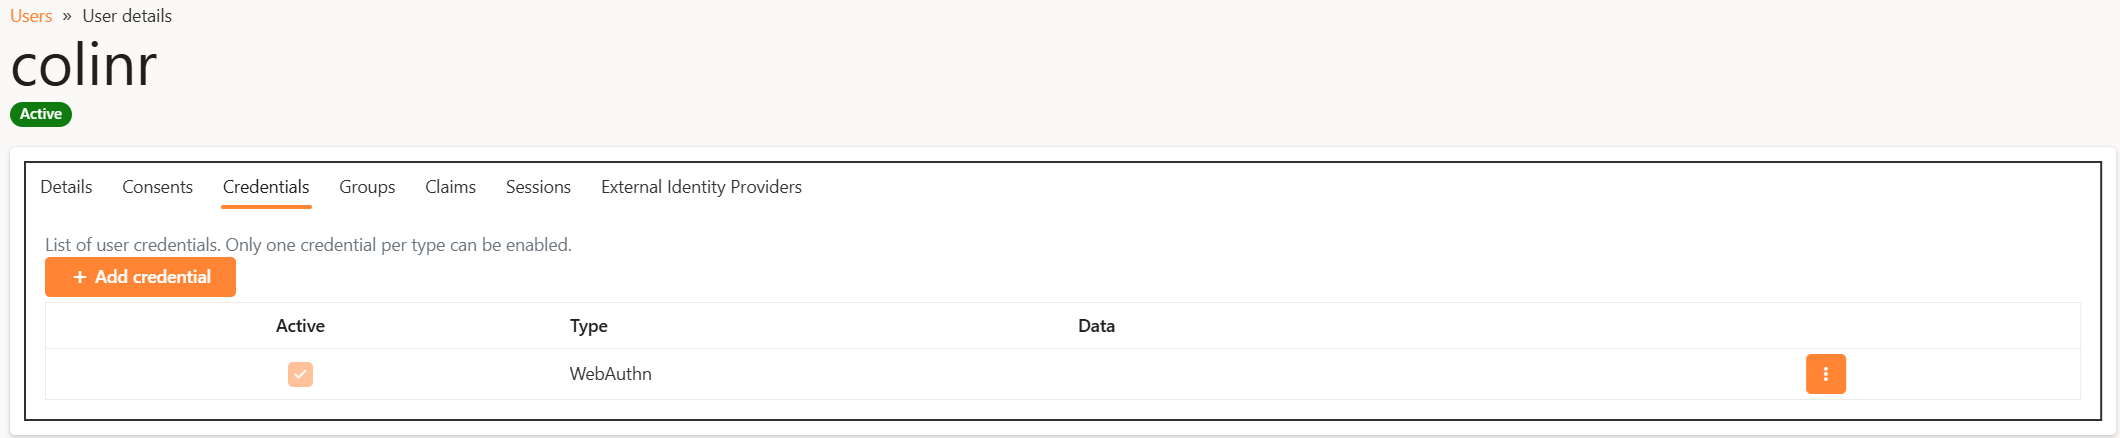 Users » User details
colinr
Active
Details Consents Credentials Groups Claims Sessions External Identity Providers
List of user credentials. Only one credential per type can be enabled.
+ Add credential
Active Type Data
WebAuthn